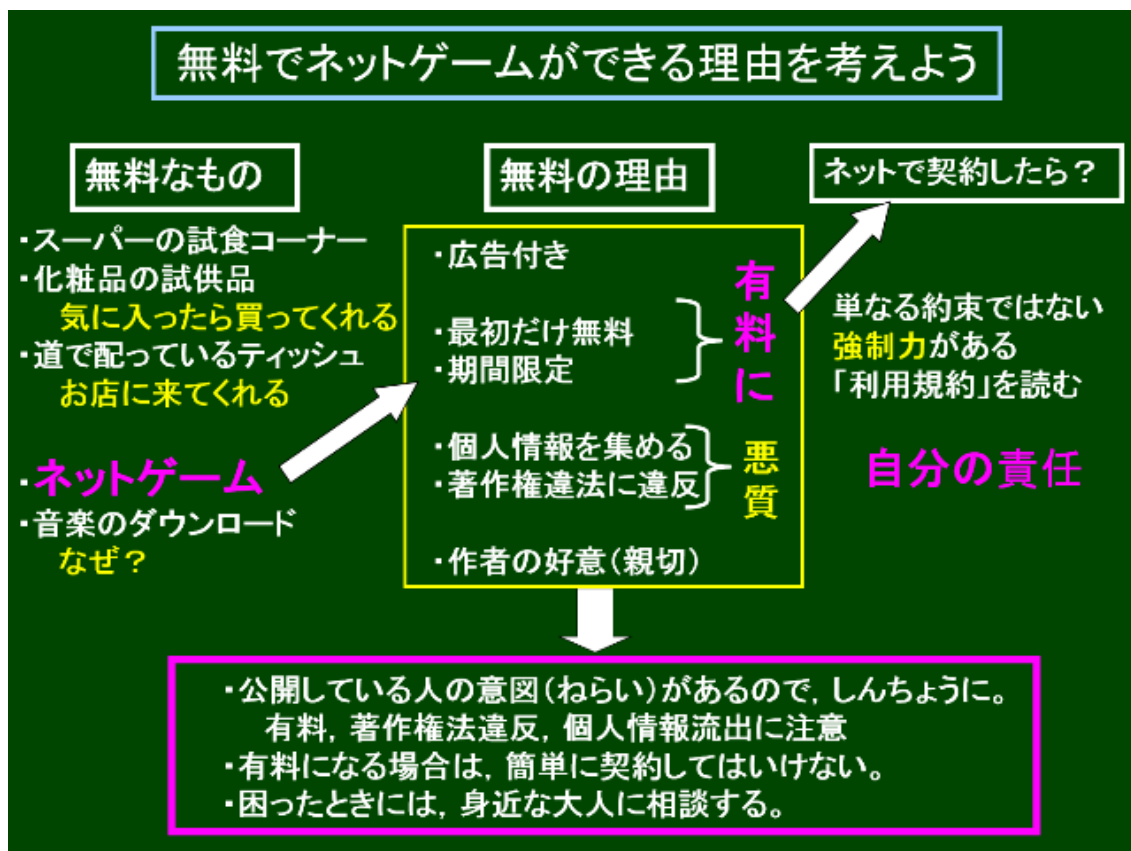 無料でネットゲームができる理由を考えよう
無料なもの
・スーパーの試食コーナー
・化粧品の試供品
気に入ったら買ってくれる
・道で配っているティッシュ
お店に来てくれる
・ネットゲーム
・音楽のダウンロード
なぜ？
無料の理由
・広告付き
・最初だけ無料
・期間限定
有料に
・個人情報を集める
・著作権違法に違反
悪質
・作者の好意(親切)
ネットで契約したら？
単なる約束ではない
強制力がある
「利用規約」を読む
自分の責任
・公開している人の意図(ねらい)があるので，しんちょうに。
有料，著作権法違反，個人情報流出に注意
・有料になる場合は，簡単に契約してはいけない。
・困ったときには，身近な大人に相談する。